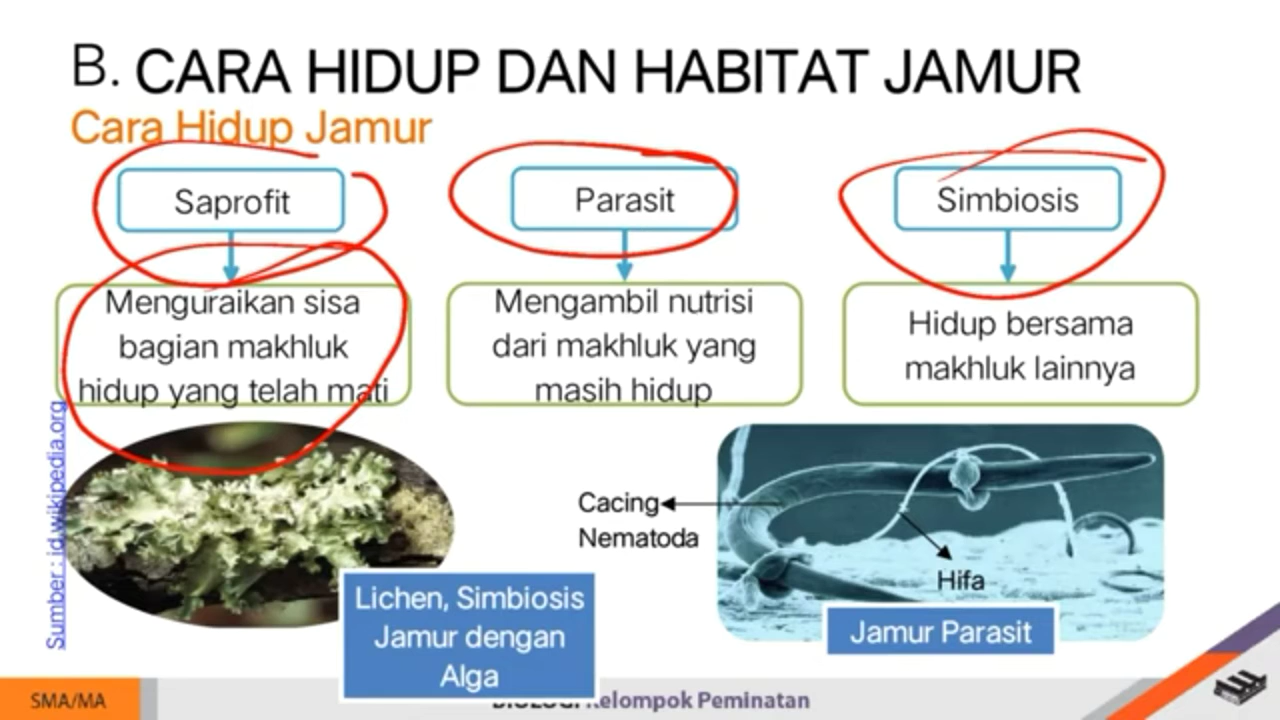 B. CARA HIDUP DAN HABITAT JAMUR
Cara Hidup Jamur
Saprofit
Parasit
Simbiosis
Menguraikan sisa
bagian makhluk
hidup yang telah mati
Mengambil nutrisi
dari makhluk yang
masih hidup
Hidup bersama
makhluk lainnya
Sumber : id.wikipedia.org
Cacing
Nematoda
Hifa
Lichen, Simbiosis
Jamur dengan
Alga
Jamur Parasit
SMA/MA
BIOLOGI Kelompok Peminatan